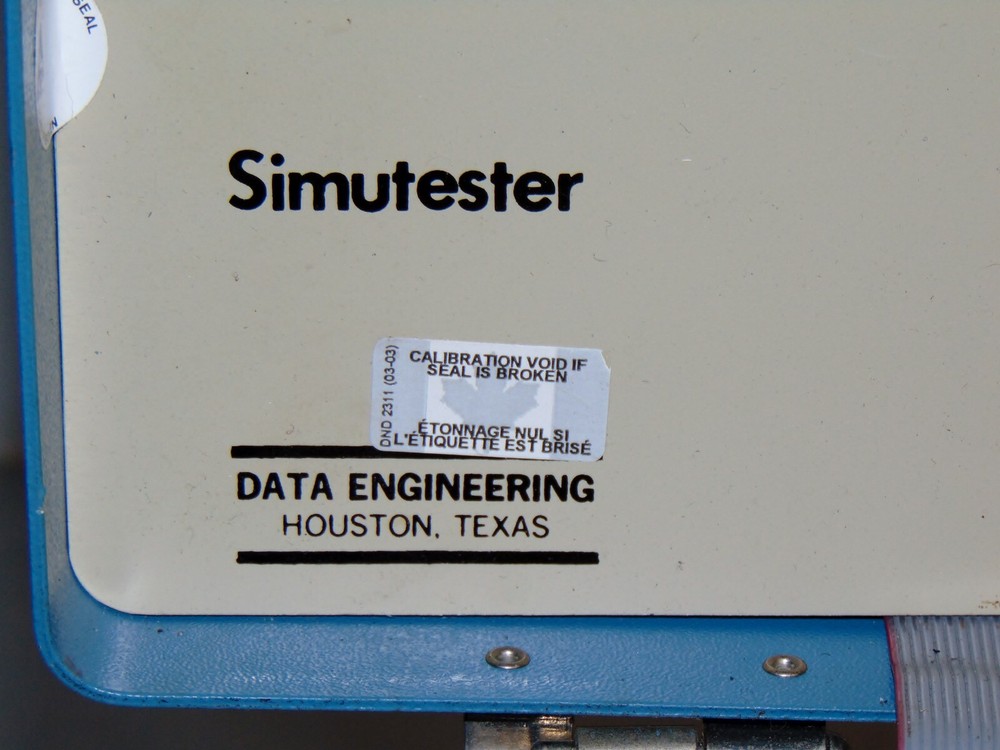 SEAL
Simutester
DND 2311 (03-03)
CALIBRATION VOID IF
SEAL IS BROKEN
ÉTONNAGE NUL SI
L'ÉTIQUETTE EST BRISÉ
DATA ENGINEERING
HOUSTON, TEXAS